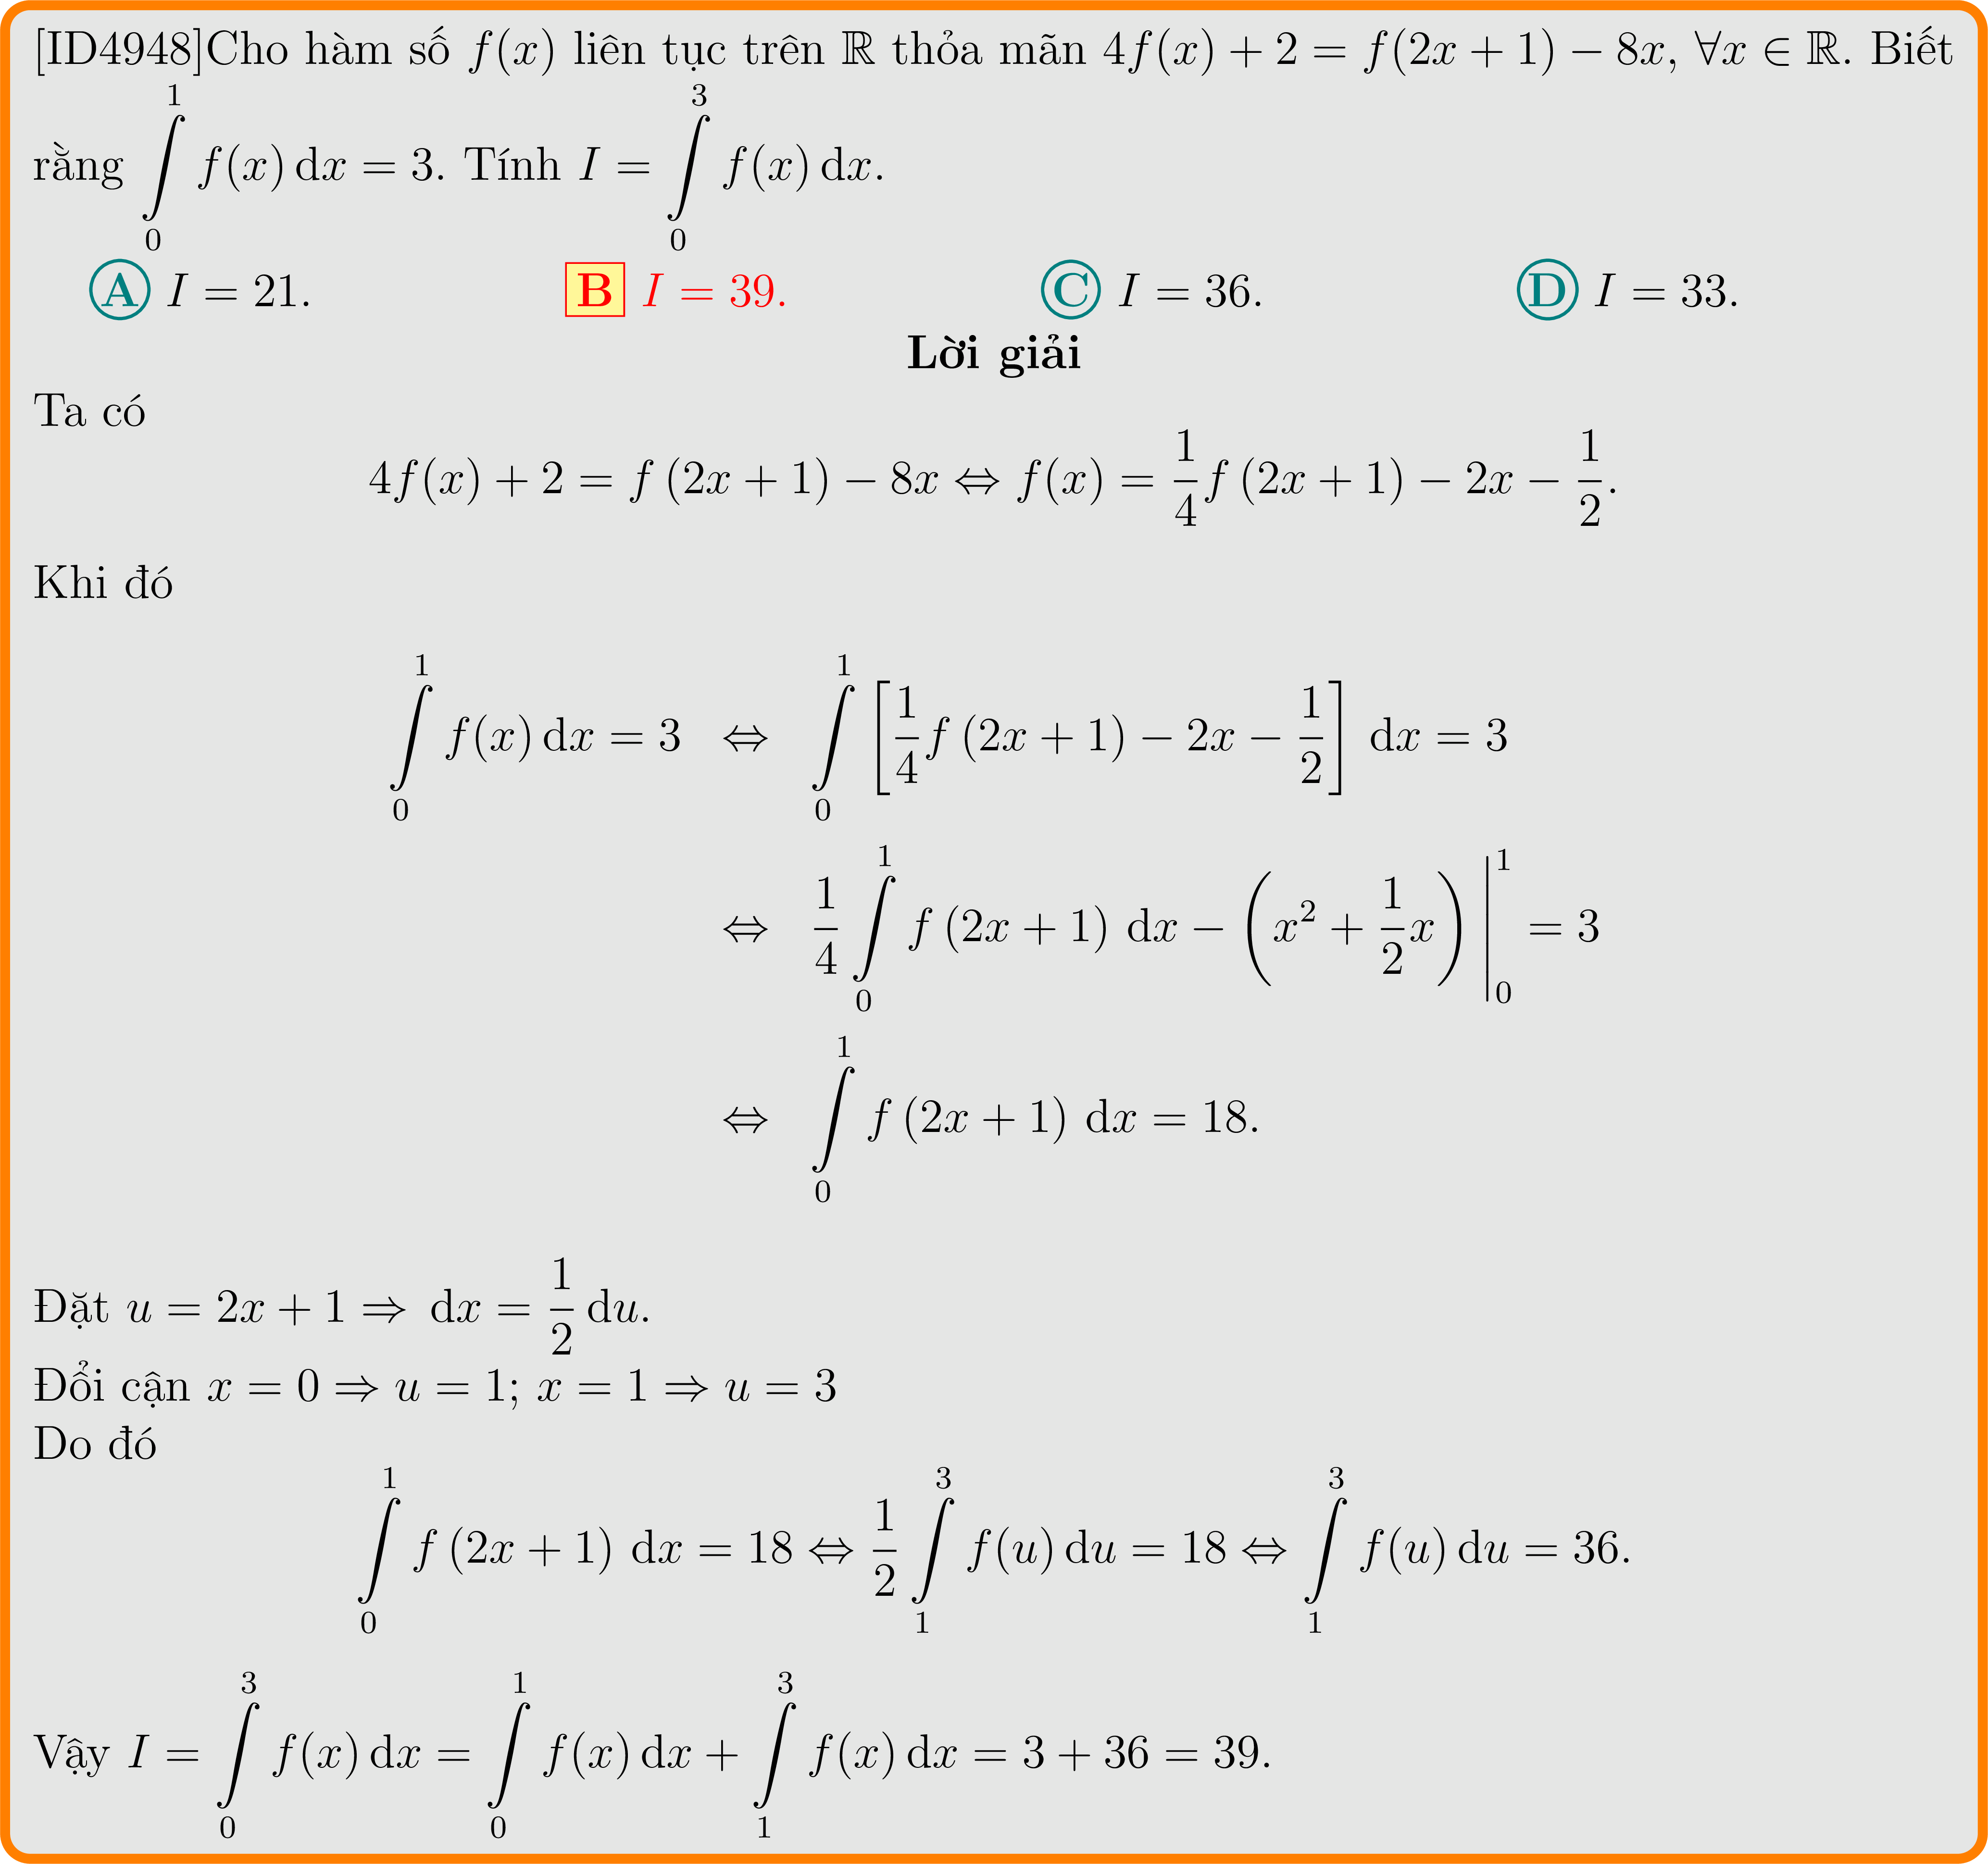 [ID4948]Cho hàm số $f(x)$ liên tục trên $\mathbb{R}$ thỏa mãn $4f(x) + 2 = f(2x + 1) - 8x$, $\forall x \in \mathbb{R}$. Biết
rằng $\int\limits_0^1 f(x)\,\mathrm{d}x = 3$. Tính $I = \int\limits_0^3 f(x)\,\mathrm{d}x$.
A $I = 21$. B $I = 39$. C $I = 36$. D $I = 33$.
Lời giải
Ta có
$4f(x) + 2 = f(2x + 1) - 8x \Leftrightarrow f(x) = \frac{1}{4}f(2x + 1) - 2x - \frac{1}{2}.$
Khi đó
$\int\limits_0^1 f(x)\,\mathrm{d}x = 3 \Leftrightarrow \int\limits_0^1 \left[\frac{1}{4}f(2x + 1) - 2x - \frac{1}{2}\right]\mathrm{d}x = 3$
$\Leftrightarrow \frac{1}{4}\int\limits_0^1 f(2x + 1)\,\mathrm{d}x - \left(x^2 + \frac{1}{2}x\right)\Big|_0^1 = 3$
$\Leftrightarrow \int\limits_0^1 f(2x + 1)\,\mathrm{d}x = 18.$
Đặt $u = 2x + 1 \Rightarrow \mathrm{d}x = \frac{1}{2}\,\mathrm{d}u$.
Đổi cận $x = 0 \Rightarrow u = 1$; $x = 1 \Rightarrow u = 3$
Do đó
$\int\limits_0^1 f(2x + 1)\,\mathrm{d}x = 18 \Leftrightarrow \frac{1}{2}\int\limits_1^3 f(u)\,\mathrm{d}u = 18 \Leftrightarrow \int\limits_1^3 f(u)\,\mathrm{d}u = 36.$
Vậy $I = \int\limits_0^3 f(x)\,\mathrm{d}x = \int\limits_0^1 f(x)\,\mathrm{d}x + \int\limits_1^3 f(x)\,\mathrm{d}x = 3 + 36 = 39.$